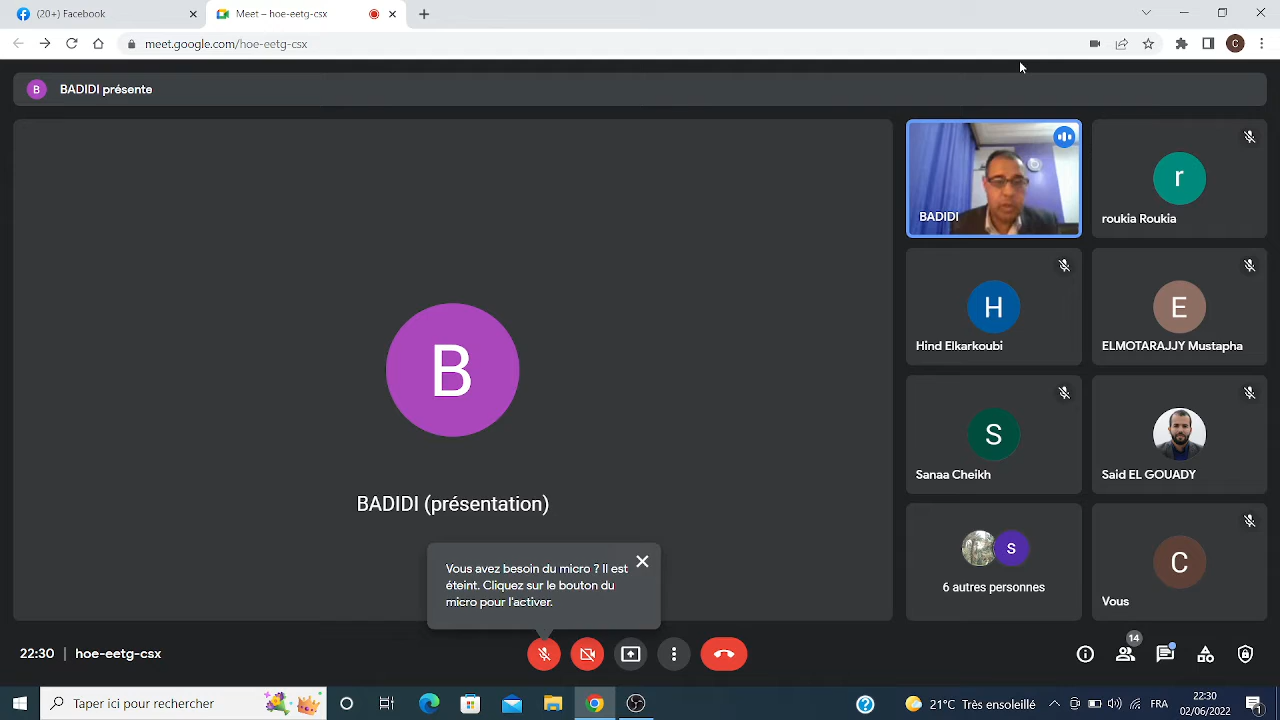 (20+) Facebook
Meet – hoe-eetg-csx
meet.google.com/hoe-eetg-csx
C
B
BADIDI présente
BADIDI
r
roukia Roukia
H
Hind Elkarkoubi
E
ELMOTARAJJY Mustapha
B
BADIDI (présentation)
S
Sanaa Cheikh
Said EL GOUADY
S
6 autres personnes
C
Vous
Vous avez besoin du micro ? Il est
éteint. Cliquez sur le bouton du
micro pour l'activer.
22:30 | hoe-eetg-csx
14
Taper ici pour rechercher
21°C Très ensoleillé
FRA
22:30
02/06/2022
1